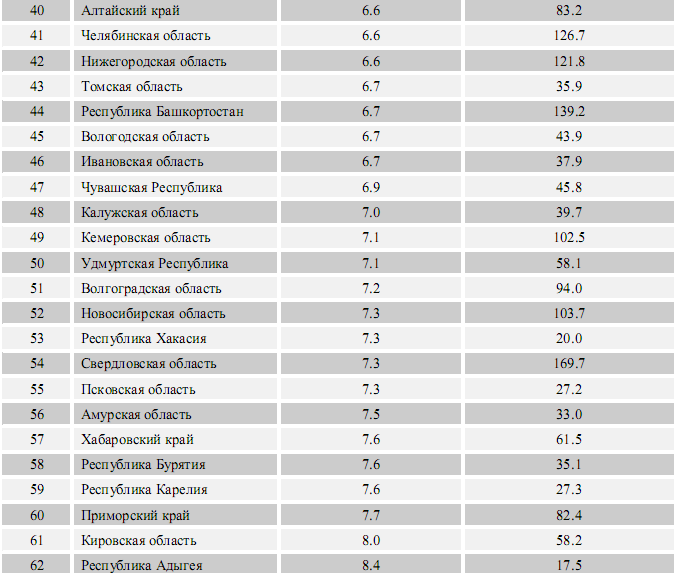 40 Алтайский край 6.6 83.2
41 Челябинская область 6.6 126.7
42 Нижегородская область 6.6 121.8
43 Томская область 6.7 35.9
44 Республика Башкортостан 6.7 139.2
45 Вологодская область 6.7 43.9
46 Ивановская область 6.7 37.9
47 Чувашская Республика 6.9 45.8
48 Калужская область 7.0 39.7
49 Кемеровская область 7.1 102.5
50 Удмуртская Республика 7.1 58.1
51 Волгоградская область 7.2 94.0
52 Новосибирская область 7.3 103.7
53 Республика Хакасия 7.3 20.0
54 Свердловская область 7.3 169.7
55 Псковская область 7.3 27.2
56 Амурская область 7.5 33.0
57 Хабаровский край 7.6 61.5
58 Республика Бурятия 7.6 35.1
59 Республика Карелия 7.6 27.3
60 Приморский край 7.7 82.4
61 Кировская область 8.0 58.2
62 Республика Адыгея 8.4 17.5